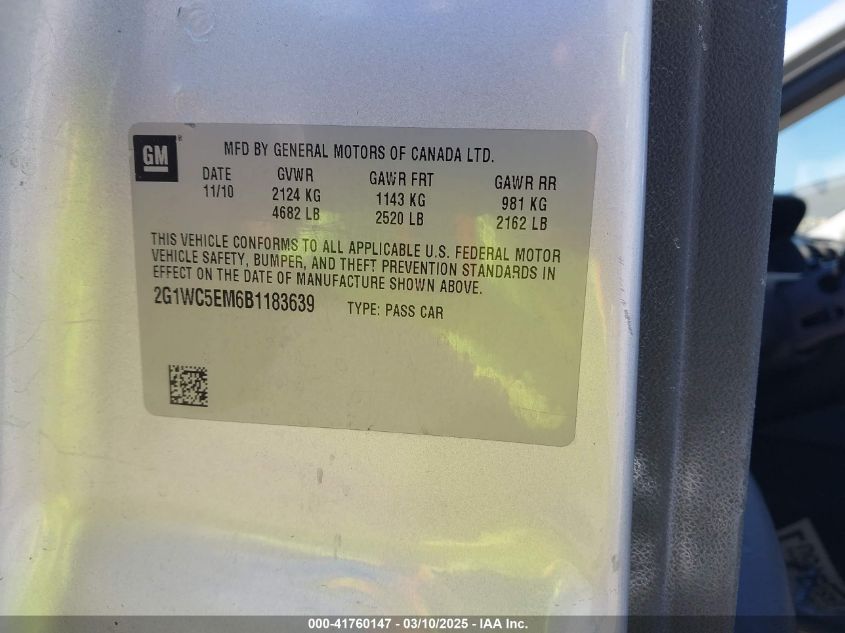 GM ®
MFD BY GENERAL MOTORS OF CANADA LTD.
DATE GVWR GAWR FRT GAWR RR
11/10 2124 KG 1143 KG 981 KG
4682 LB 2520 LB 2162 LB
THIS VEHICLE CONFORMS TO ALL APPLICABLE U.S. FEDERAL MOTOR
VEHICLE SAFETY, BUMPER, AND THEFT PREVENTION STANDARDS IN
EFFECT ON THE DATE OF MANUFACTURE SHOWN ABOVE.
2G1WC5EM6B1183639 TYPE: PASS CAR
000-41760147 — 03/10/2025 — IAA Inc.